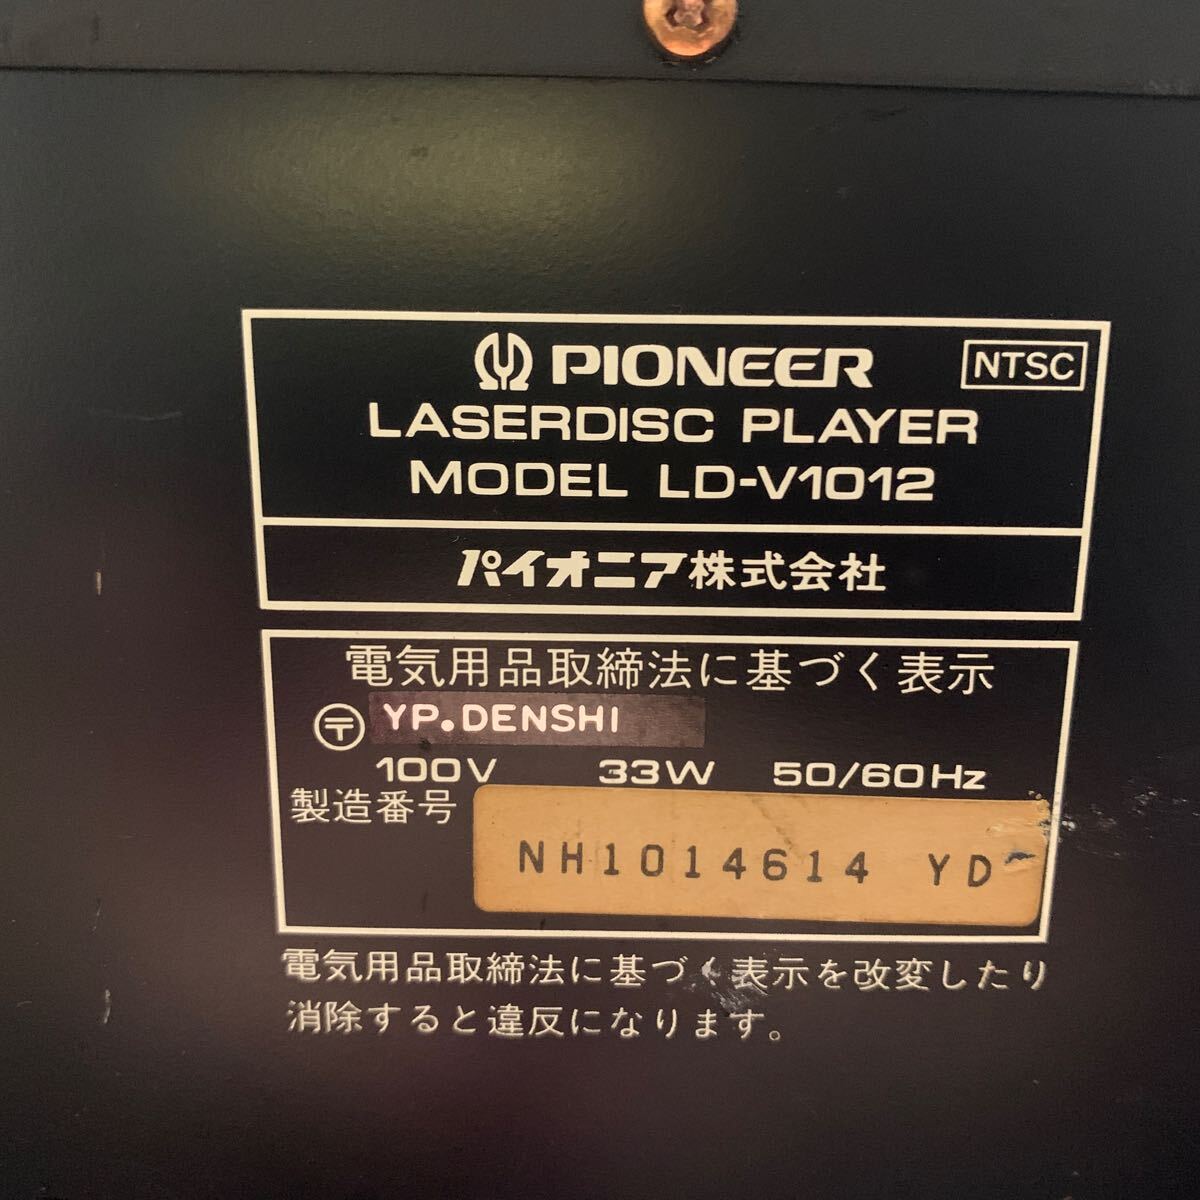 PIONEER NTSC
LASERDISC PLAYER
MODEL LD-V1012
パイオニア株式会社
電気用品取締法に基づく表示
〒 YP.DENSHI
100V 33W 50/60Hz
製造番号
NH1014614 YD
電気用品取締法に基づく表示を改変したり
消除すると違反になります。